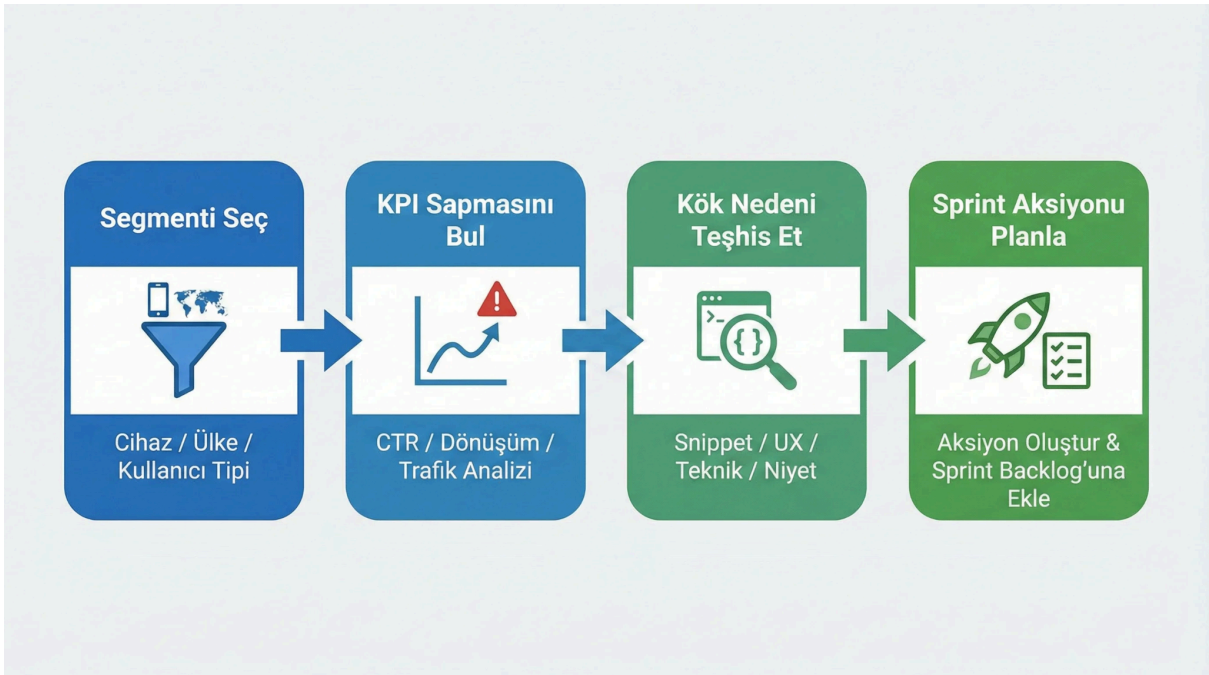 Segmenti Seç
Cihaz / Ülke /
Kullanıcı Tipi
KPI Sapmasını
Bul
CTR / Dönüşüm /
Trafik Analizi
Kök Nedeni
Teşhis Et
Snippet / UX /
Teknik / Niyet
Sprint Aksiyonu
Planla
Aksiyon Oluştur &
Sprint Backlog'una
Ekle